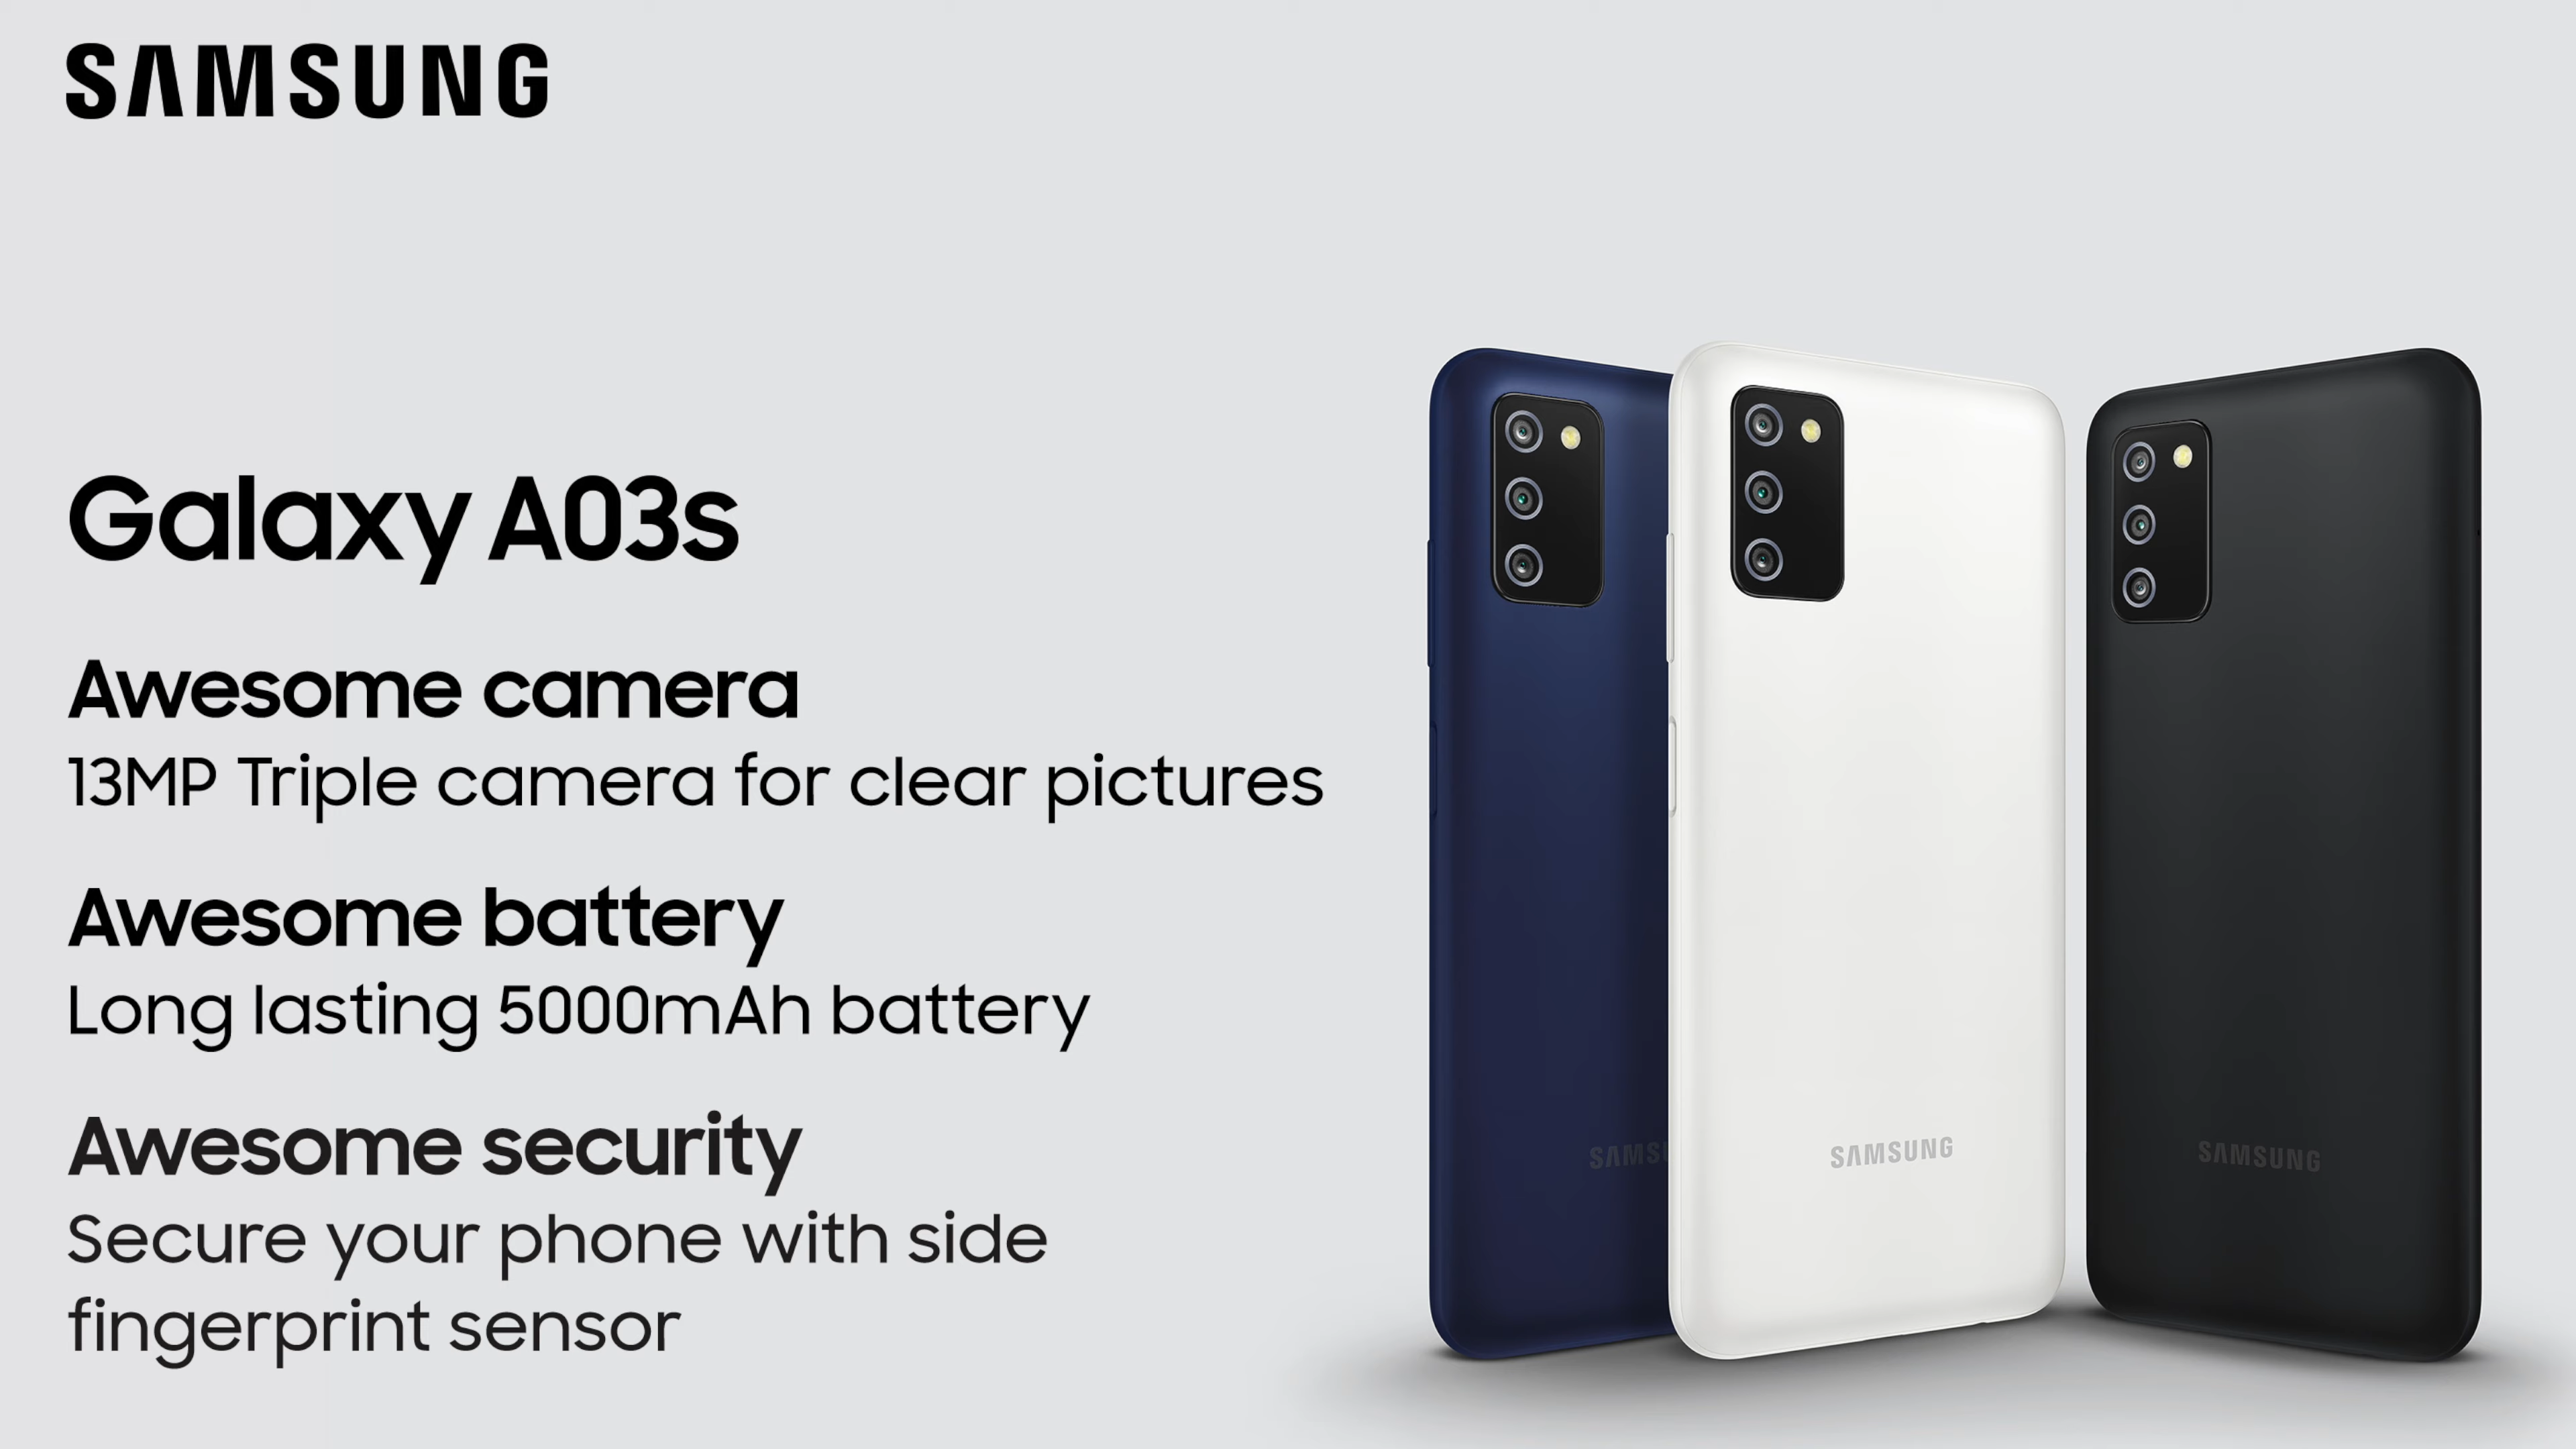 SAMSUNG
Galaxy A03s
Awesome camera
13MP Triple camera for clear pictures
Awesome battery
Long lasting 5000mAh battery
Awesome security
Secure your phone with side
fingerprint sensor
SAMSU
SAMSUNG
SAMSUNG